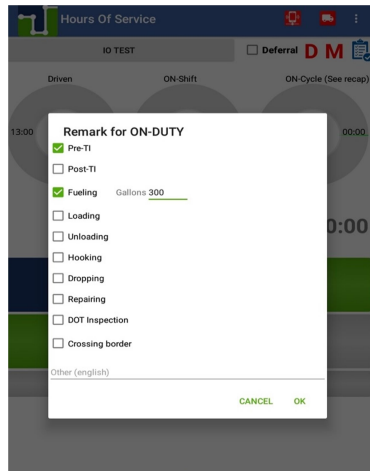 Hours Of Service
IO TEST
Deferral D M
Driven ON-Shift ON-Cycle (See recap)
13:00 00:00
Remark for ON-DUTY
Pre-TI
Post-TI
Fueling Gallons 300
Loading
Unloading
Hooking
Dropping
Repairing
0:00
DOT Inspection
Crossing border
Other (english)
CANCEL OK